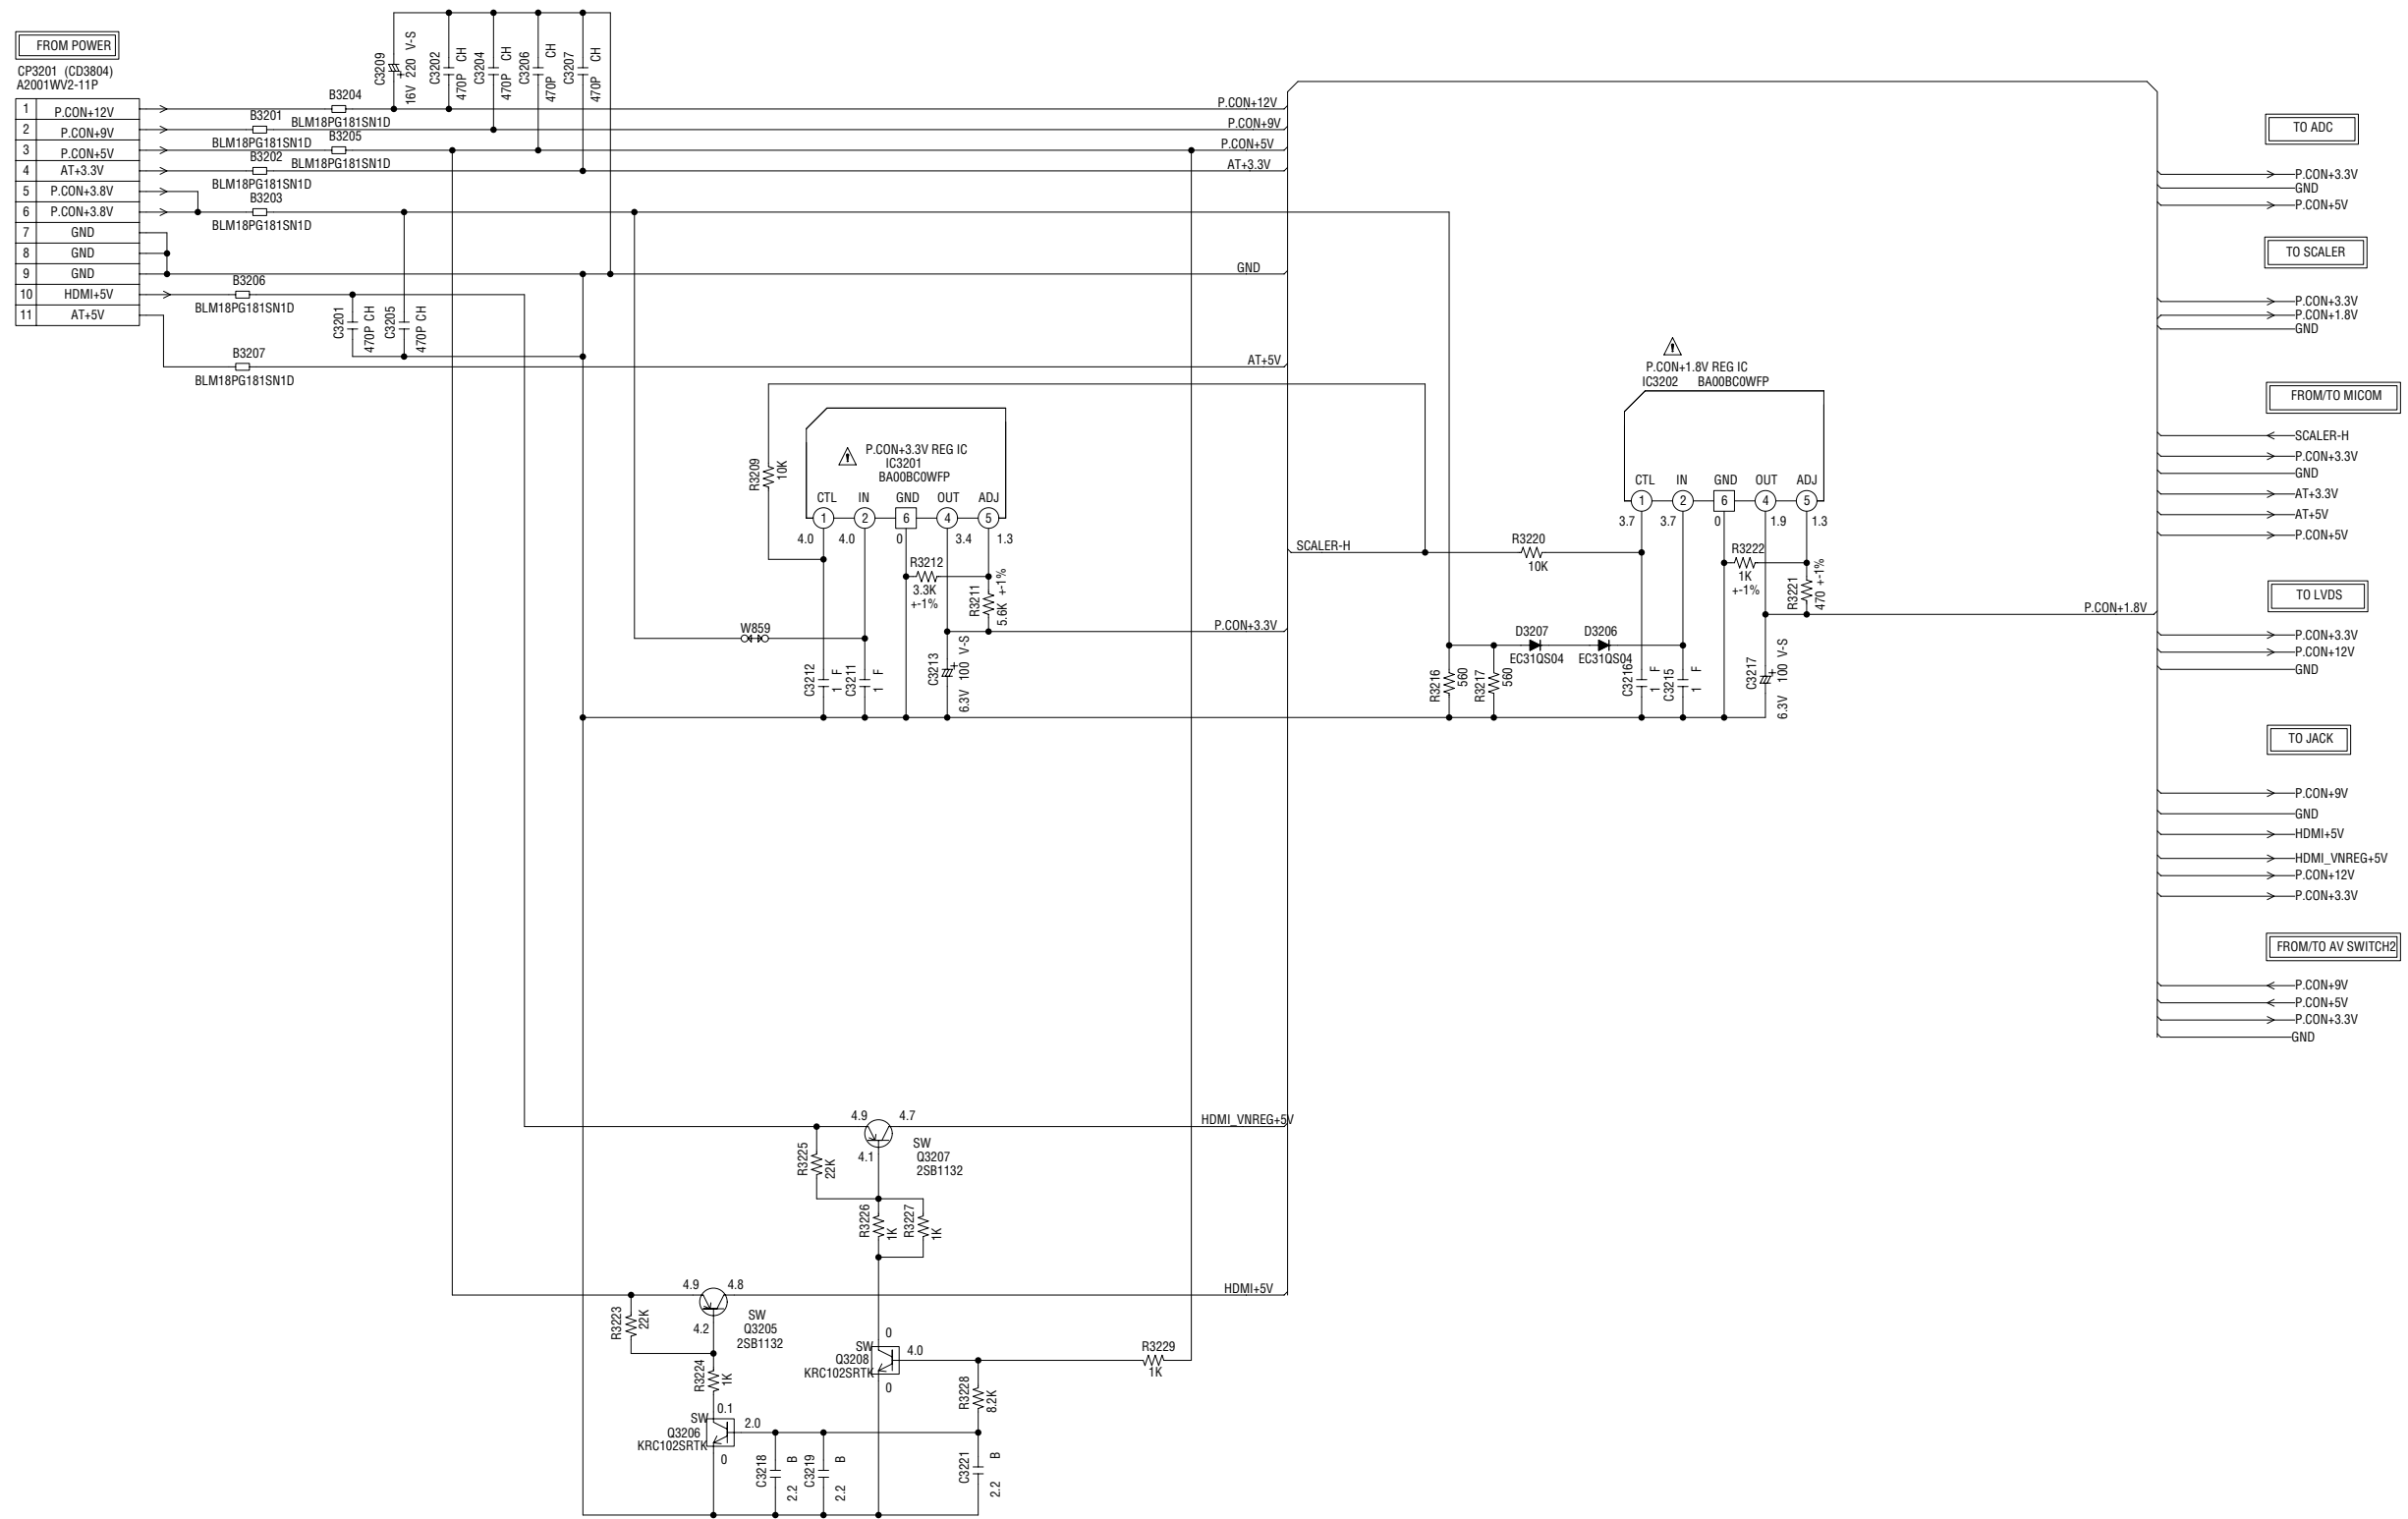 FROM POWER
CP3201 (CD3804)
A2001WV2-11P
1 P.CON+12V
2 P.CON+9V
3 P.CON+5V
4 AT+3.3V
5 P.CON+3.8V
6 P.CON+3.8V
7 GND
8 GND
9 GND
10 HDMI+5V
11 AT+5V
B3204
BLM18PG181SN1D
B3201
BLM18PG181SN1D
B3205
BLM18PG181SN1D
B3202
BLM18PG181SN1D
B3203
BLM18PG181SN1D
B3206
BLM18PG181SN1D
B3207
BLM18PG181SN1D
C3209
16V 220 V-S
C3202
470P CH
C3204
470P CH
C3206
470P CH
C3207
470P CH
C3201
470P CH
C3205
470P CH
P.CON+12V
P.CON+9V
P.CON+5V
AT+3.3V
GND
AT+5V
R3209
10K
P.CON+3.3V REG IC
IC3201
BA00BC0WFP
CTL IN GND OUT ADJ
1 2 6 4 5
4.0 4.0 0 3.4 1.3
R3212
3.3K
+-1%
R3211
5.6K +-1%
W859
C3212
1 F
C3211
1 F
C3213
6.3V 100 V-S
P.CON+3.3V
SCALER-H
P.CON+1.8V REG IC
IC3202 BA00BC0WFP
CTL IN GND OUT ADJ
1 2 6 4 5
3.7 3.7 0 1.9 1.3
R3220
10K
R3222
1K
+-1%
R3221
470 +-1%
P.CON+1.8V
D3207
EC31QS04
D3206
EC31QS04
R3216
560
R3217
560
C3216
1 F
C3215
1 F
C3217
6.3V 100 V-S
4.9 4.7
4.1
SW
Q3207
2SB1132
HDMI_VNREG+5V
R3225
22K
R3226
1K
R3227
1K
4.9 4.8
4.2
SW
Q3205
2SB1132
HDMI+5V
R3223
22K
R3224
1K
0
SW
Q3208
KRC102SRTK
4.0
0
R3229
1K
R3228
8.2K
0.1
SW
Q3206
KRC102SRTK
2.0
0
C3218
2.2 B
C3219
2.2 B
C3221
2.2 B
TO ADC
P.CON+3.3V
GND
P.CON+5V
TO SCALER
P.CON+3.3V
P.CON+1.8V
GND
FROM/TO MICOM
SCALER-H
P.CON+3.3V
GND
AT+3.3V
AT+5V
P.CON+5V
TO LVDS
P.CON+3.3V
P.CON+12V
GND
TO JACK
P.CON+9V
GND
HDMI+5V
HDMI_VNREG+5V
P.CON+12V
P.CON+3.3V
FROM/TO AV SWITCH2
P.CON+9V
P.CON+5V
P.CON+3.3V
GND